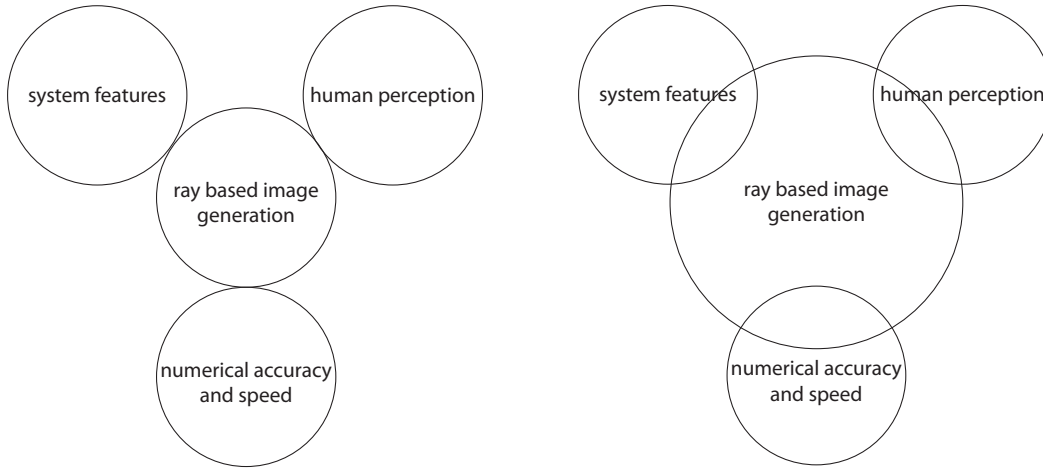 system features
human perception
ray based image
generation
numerical accuracy
and speed
system features
human perception
ray based image
generation
numerical accuracy
and speed